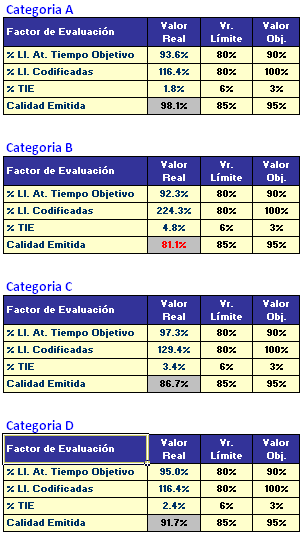 Categoria A
Factor de Evaluación Valor Real Vr. Límite Valor Obj.
% Ll. At. Tiempo Objetivo 93.6% 80% 90%
% Ll. Codificadas 116.4% 80% 100%
% TIE 1.8% 6% 3%
Calidad Emitida 98.1% 85% 95%
Categoria B
Factor de Evaluación Valor Real Vr. Límite Valor Obj.
% Ll. At. Tiempo Objetivo 92.3% 80% 90%
% Ll. Codificadas 224.3% 80% 100%
% TIE 4.8% 6% 3%
Calidad Emitida 81.1% 85% 95%
Categoria C
Factor de Evaluación Valor Real Vr. Límite Valor Obj.
% Ll. At. Tiempo Objetivo 97.3% 80% 90%
% Ll. Codificadas 129.4% 80% 100%
% TIE 3.4% 6% 3%
Calidad Emitida 86.7% 85% 95%
Categoria D
Factor de Evaluación Valor Real Vr. Límite Valor Obj.
% Ll. At. Tiempo Objetivo 95.0% 80% 90%
% Ll. Codificadas 116.4% 80% 100%
% TIE 2.4% 6% 3%
Calidad Emitida 91.7% 85% 95%